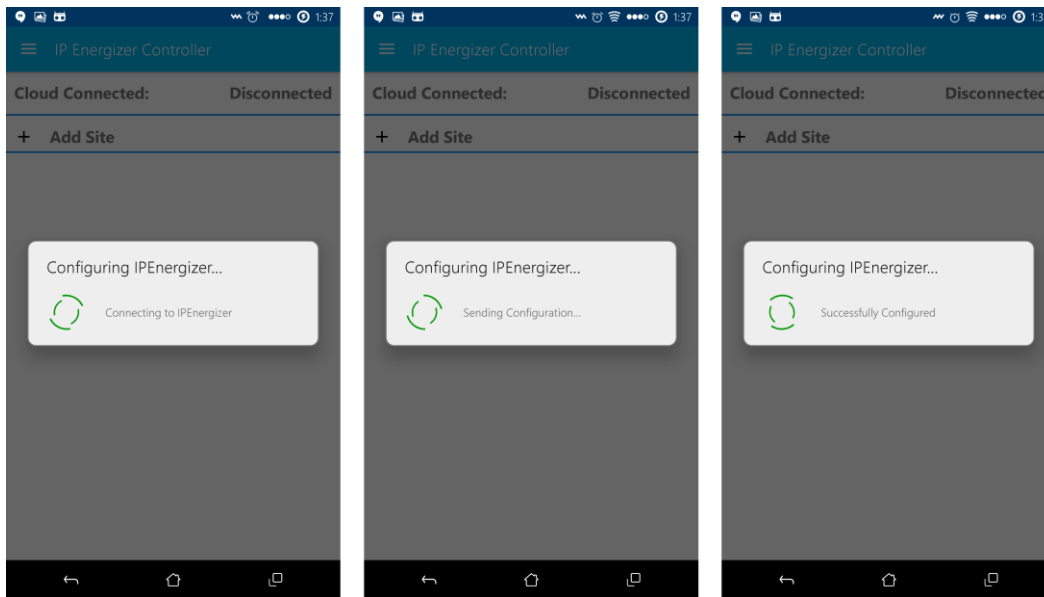 1:37
IP Energizer Controller
Cloud Connected: Disconnected
+ Add Site
Configuring IPEnergizer...
Connecting to IPEnergizer
1:37
IP Energizer Controller
Cloud Connected: Disconnected
+ Add Site
Configuring IPEnergizer...
Sending Configuration...
IP Energizer Controller
Cloud Connected: Disconnected
+ Add Site
Configuring IPEnergizer...
Successfully Configured